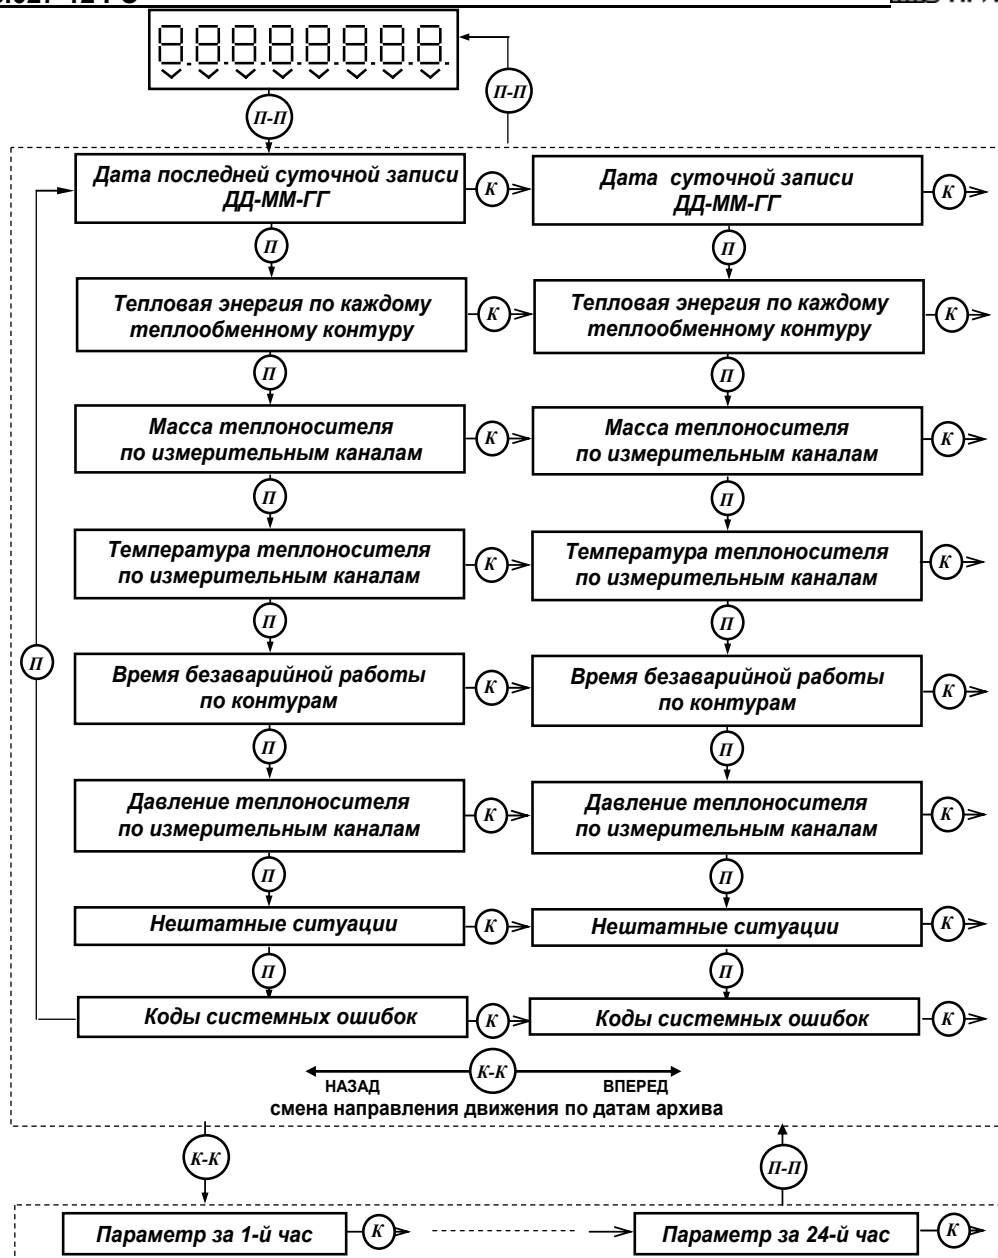 П-П
П-П
Дата последней суточной записи
ДД-ММ-ГГ
К
Дата суточной записи
ДД-ММ-ГГ
К
П
П
Тепловая энергия по каждому
теплообменному контуру
К
Тепловая энергия по каждому
теплообменному контуру
К
П
П
Масса теплоносителя
по измерительным каналам
К
Масса теплоносителя
по измерительным каналам
К
П
П
Температура теплоносителя
по измерительным каналам
К
Температура теплоносителя
по измерительным каналам
К
П
П
П
Время безаварийной работы
по контурам
К
Время безаварийной работы
по контурам
К
П
П
Давление теплоносителя
по измерительным каналам
К
Давление теплоносителя
по измерительным каналам
К
П
П
Нештатные ситуации
К
Нештатные ситуации
К
П
П
Коды системных ошибок
К
Коды системных ошибок
К
К-К
НАЗАД
ВПЕРЕД
смена направления движения по датам архива
К-К
П-П
Параметр за 1-й час
К
Параметр за 24-й час
К